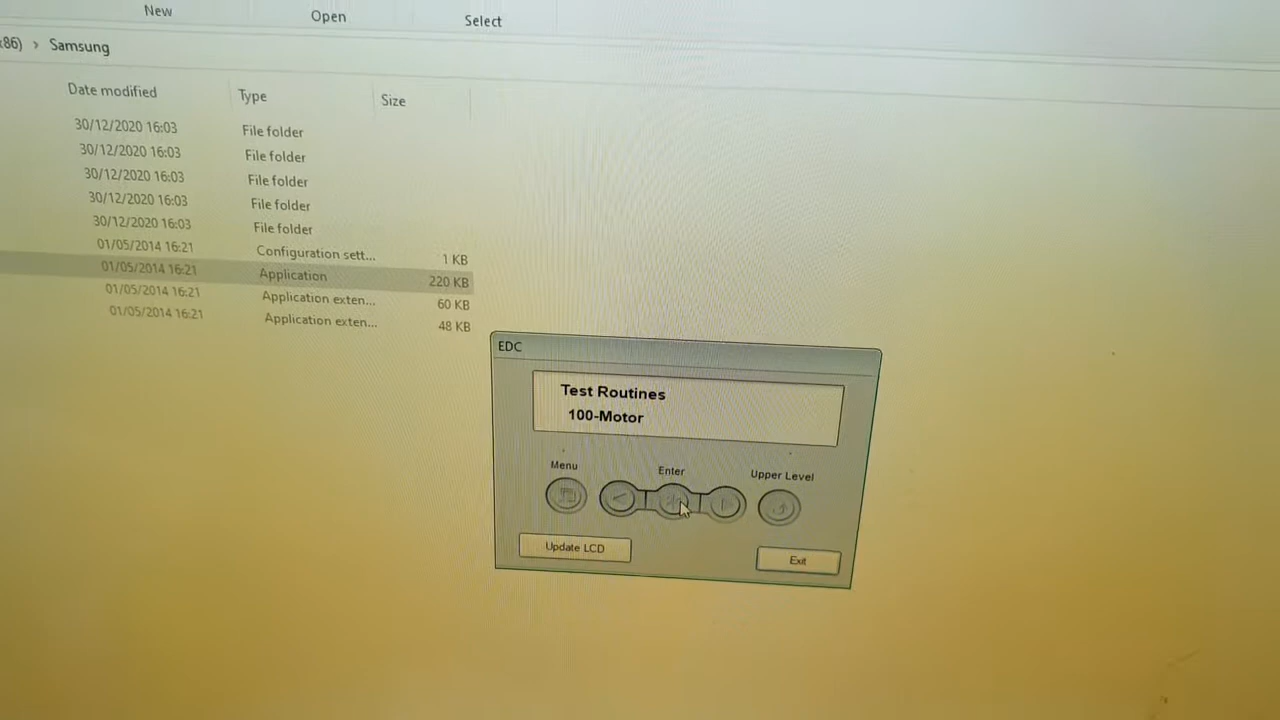 New Open Select
x86) › Samsung
Date modified Type Size
30/12/2020 16:03 File folder
30/12/2020 16:03 File folder
30/12/2020 16:03 File folder
30/12/2020 16:03 File folder
30/12/2020 16:03 File folder
01/05/2014 16:21 Configuration sett... 1 KB
01/05/2014 16:21 Application 220 KB
01/05/2014 16:21 Application exten... 60 KB
01/05/2014 16:21 Application exten... 48 KB
EDC
Test Routines
100-Motor
Menu Enter Upper Level
Update LCD Exit